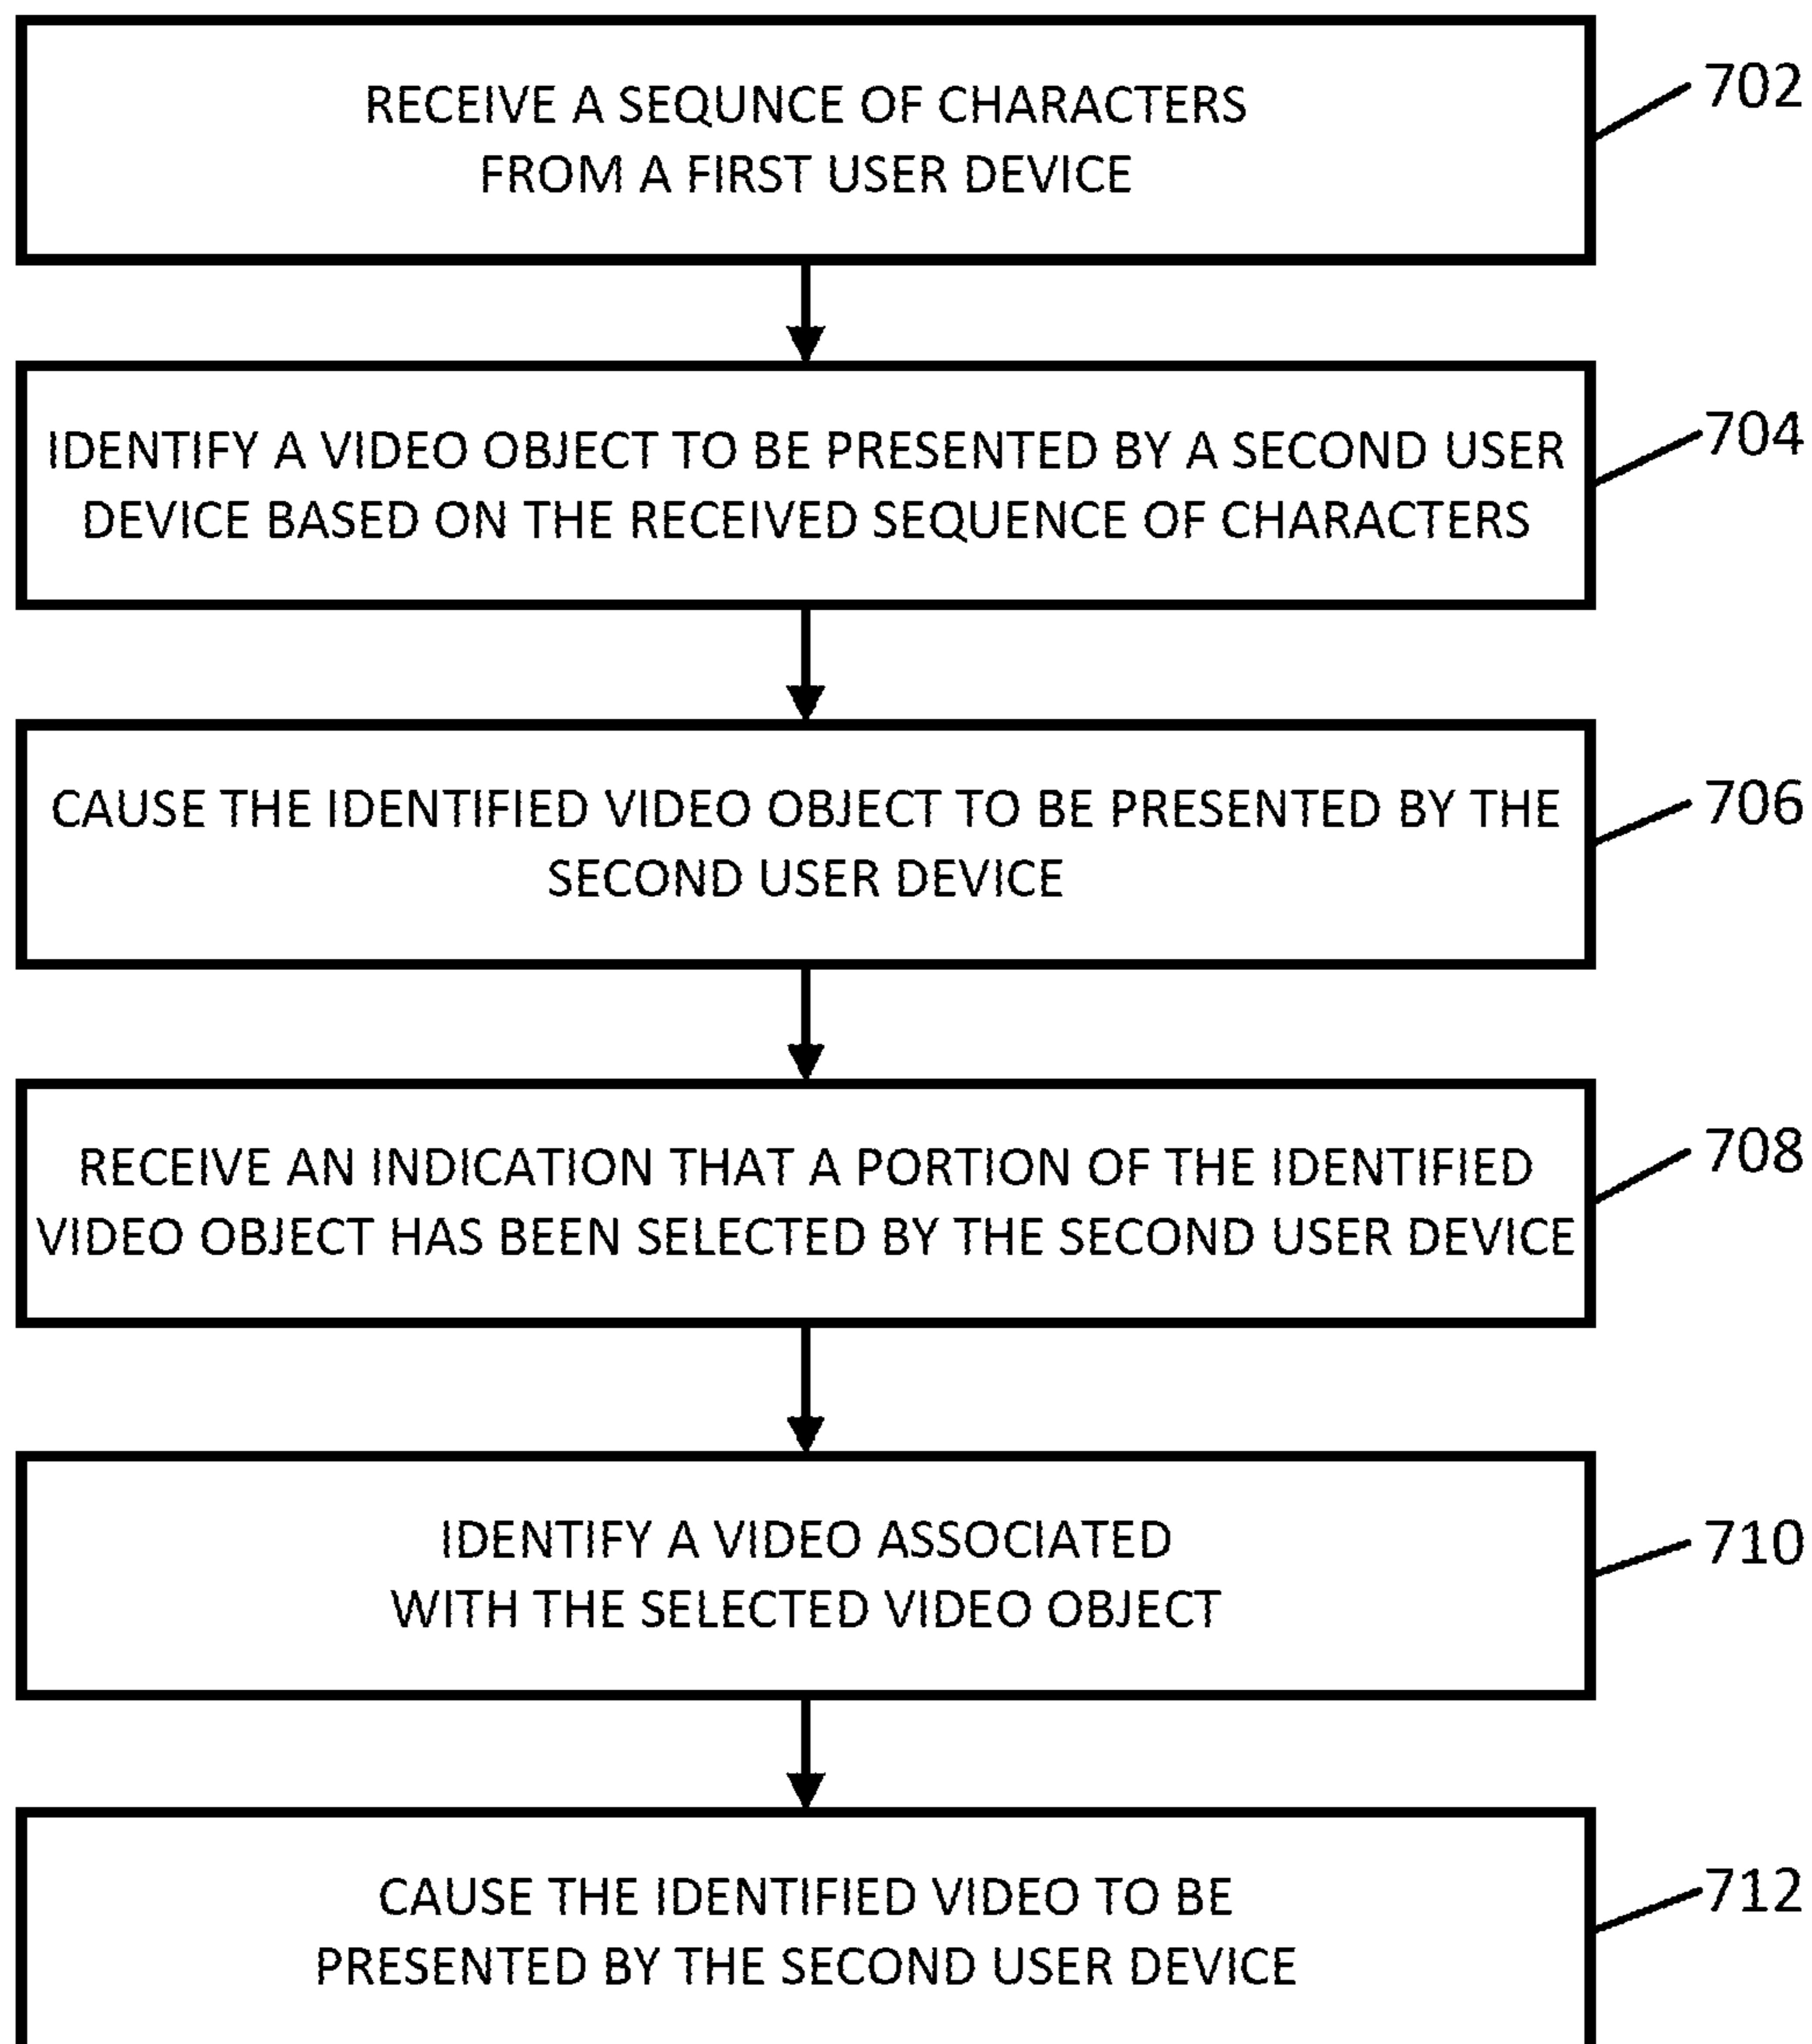 RECEIVE A SEQUNCE OF CHARACTERS
FROM A FIRST USER DEVICE
702
IDENTIFY A VIDEO OBJECT TO BE PRESENTED BY A SECOND USER
DEVICE BASED ON THE RECEIVED SEQUENCE OF CHARACTERS
704
CAUSE THE IDENTIFIED VIDEO OBJECT TO BE PRESENTED BY THE
SECOND USER DEVICE
706
RECEIVE AN INDICATION THAT A PORTION OF THE IDENTIFIED
VIDEO OBJECT HAS BEEN SELECTED BY THE SECOND USER DEVICE
708
IDENTIFY A VIDEO ASSOCIATED
WITH THE SELECTED VIDEO OBJECT
710
CAUSE THE IDENTIFIED VIDEO TO BE
PRESENTED BY THE SECOND USER DEVICE
712